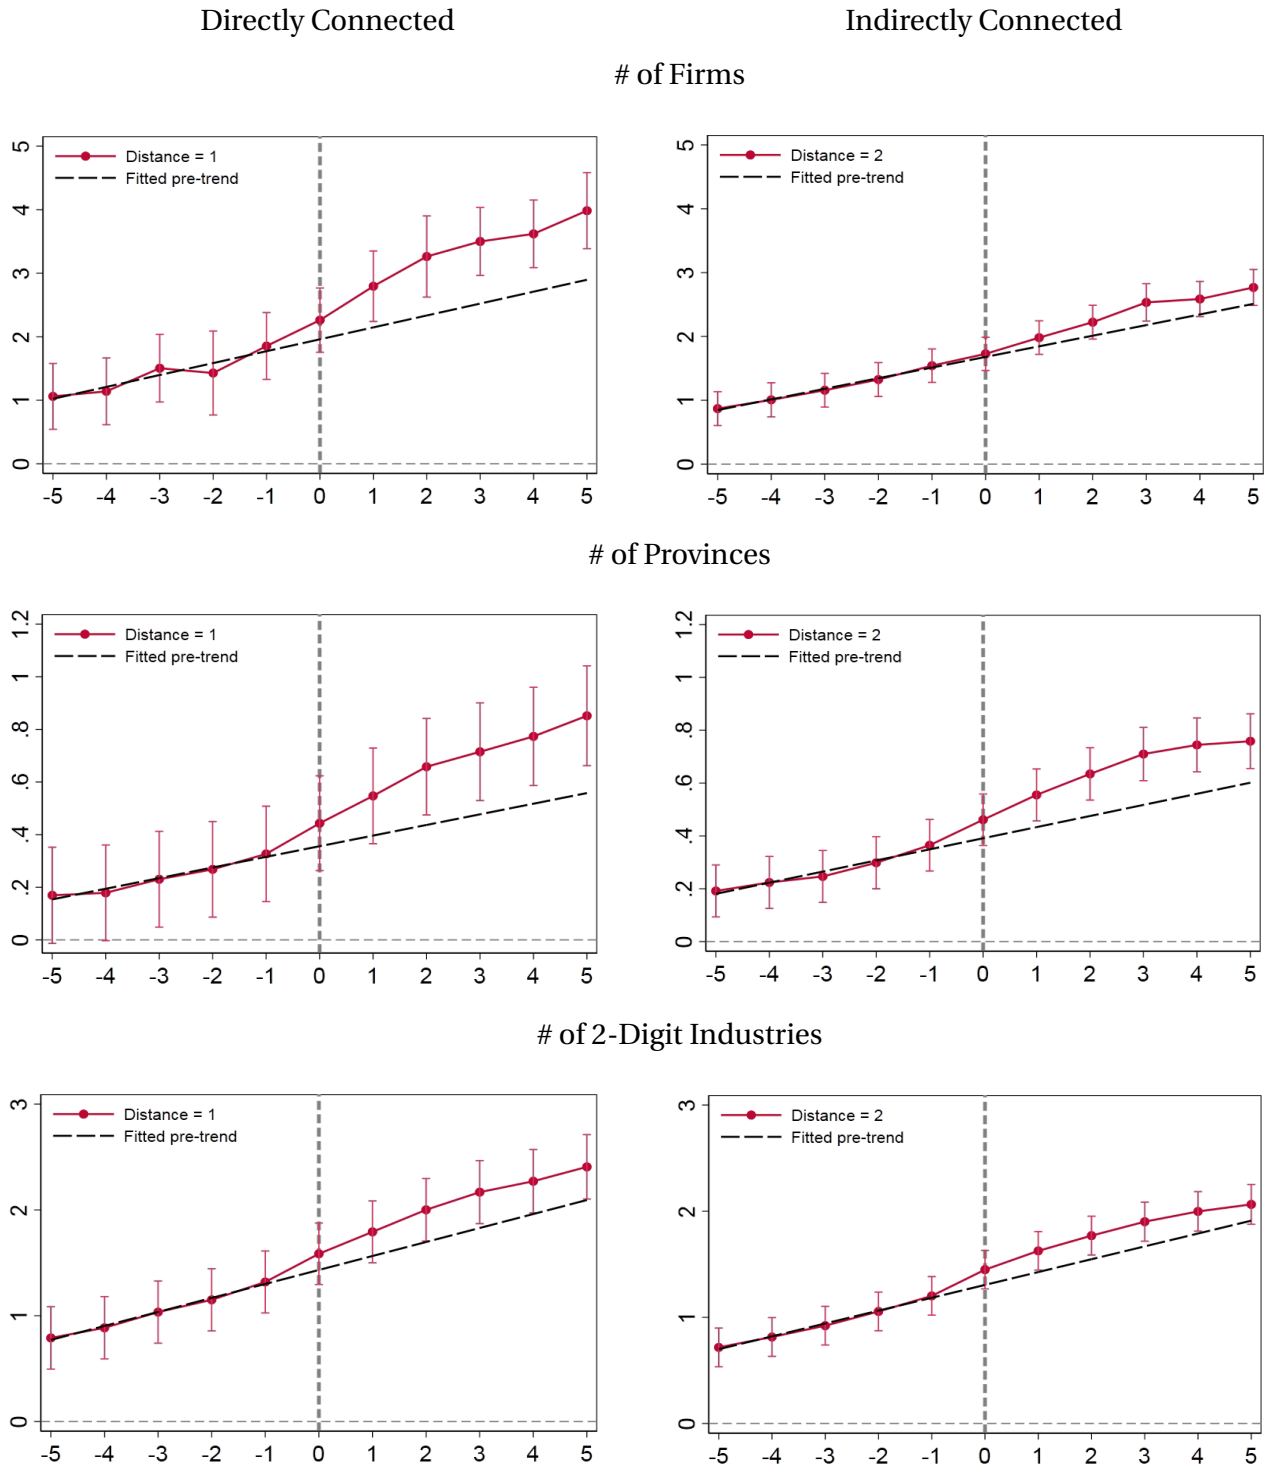 Directly Connected
Indirectly Connected
# of Firms
Distance = 1
Fitted pre-trend
5
4
3
2
1
0
-5 -4 -3 -2 -1 0 1 2 3 4 5
Distance = 2
Fitted pre-trend
5
4
3
2
1
0
-5 -4 -3 -2 -1 0 1 2 3 4 5
# of Provinces
Distance = 1
Fitted pre-trend
1.2
1
.8
.6
.4
.2
0
-5 -4 -3 -2 -1 0 1 2 3 4 5
Distance = 2
Fitted pre-trend
1.2
1
.8
.6
.4
.2
0
-5 -4 -3 -2 -1 0 1 2 3 4 5
# of 2-Digit Industries
Distance = 1
Fitted pre-trend
3
2
1
0
-5 -4 -3 -2 -1 0 1 2 3 4 5
Distance = 2
Fitted pre-trend
3
2
1
0
-5 -4 -3 -2 -1 0 1 2 3 4 5